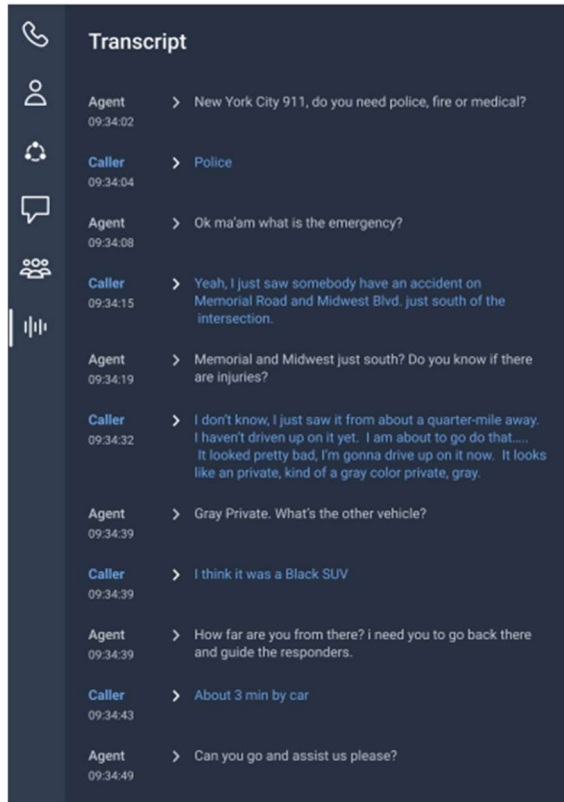 Transcript
Agent
09:34:02
New York City 911, do you need police, fire or medical?
Caller
09:34:04
Police
Agent
09:34:08
Ok ma'am what is the emergency?
Caller
09:34:15
Yeah, I just saw somebody have an accident on
Memorial Road and Midwest Blvd. just south of the
intersection.
Agent
09:34:19
Memorial and Midwest just south? Do you know if there
are injuries?
Caller
09:34:32
I don't know, I just saw it from about a quarter-mile away.
I haven't driven up on it yet. I am about to go do that.....
It looked pretty bad, I'm gonna drive up on it now. It looks
like an private, kind of a gray color private, gray.
Agent
09:34:39
Gray Private. What's the other vehicle?
Caller
09:34:39
I think it was a Black SUV
Agent
09:34:39
How far are you from there? i need you to go back there
and guide the responders.
Caller
09:34:43
About 3 min by car
Agent
09:34:49
Can you go and assist us please?